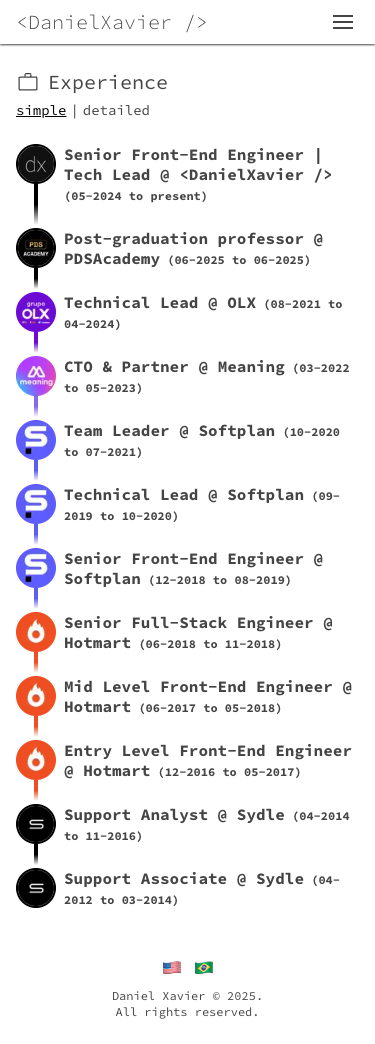 <DanielXavier />
Experience
simple | detailed
dx
Senior Front-End Engineer |
Tech Lead @ <DanielXavier />
(05-2024 to present)
PDS
ACADEMY
Post-graduation professor @
PDSAcademy (06-2025 to 06-2025)
grupo
OLX
Technical Lead @ OLX (08-2021 to
04-2024)
meaning
CTO & Partner @ Meaning (03-2022
to 05-2023)
Team Leader @ Softplan (10-2020
to 07-2021)
Technical Lead @ Softplan (09-
2019 to 10-2020)
Senior Front-End Engineer @
Softplan (12-2018 to 08-2019)
Senior Full-Stack Engineer @
Hotmart (06-2018 to 11-2018)
Mid Level Front-End Engineer @
Hotmart (06-2017 to 05-2018)
Entry Level Front-End Engineer
@ Hotmart (12-2016 to 05-2017)
Support Analyst @ Sydle (04-2014
to 11-2016)
Support Associate @ Sydle (04-
2012 to 03-2014)
Daniel Xavier © 2025.
All rights reserved.